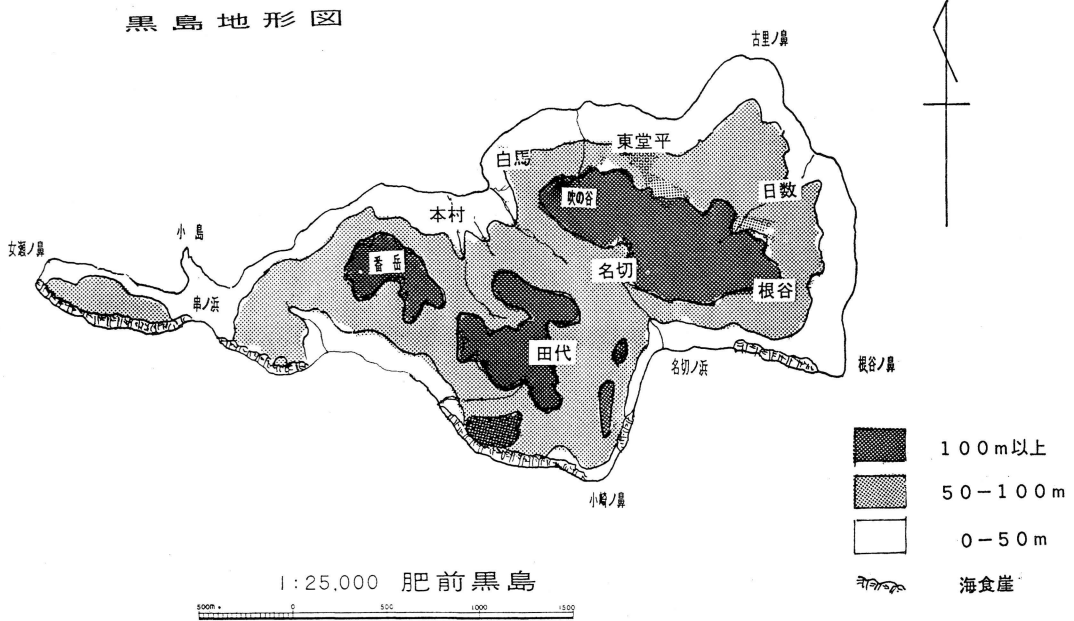 黒島地形図
古里ノ鼻
東堂平
白馬
日数
吹の谷
本村
小島
女瀬ノ鼻
番岳
名切
根谷
串ノ浜
田代
名切ノ浜
根谷ノ鼻
小崎ノ鼻
100m以上
50-100m
0-50m
海食崖
1:25,000 肥前黒島
500m 0 500 1000 1500